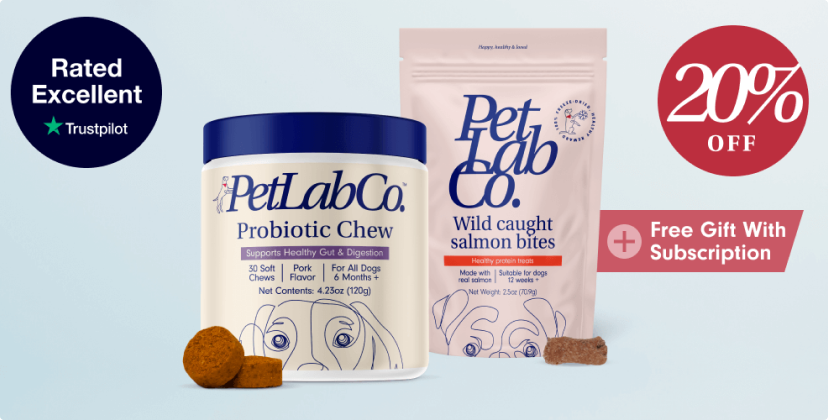 Rated
Excellent
Trustpilot
PetLabCo.™
Probiotic Chew
Supports Healthy Gut & Digestion
30 Soft
Chews
Pork
Flavor
For All Dogs
6 Months +
Net Contents: 4.23oz (120g)
Happy, healthy & loved
Pet
Lab
Co.
Wild caught
salmon bites
Healthy protein treats
Made with
real salmon
Suitable for dogs
12 weeks +
Net Weight: 2.5oz (70.9g)
20%
OFF
+ Free Gift With
Subscription